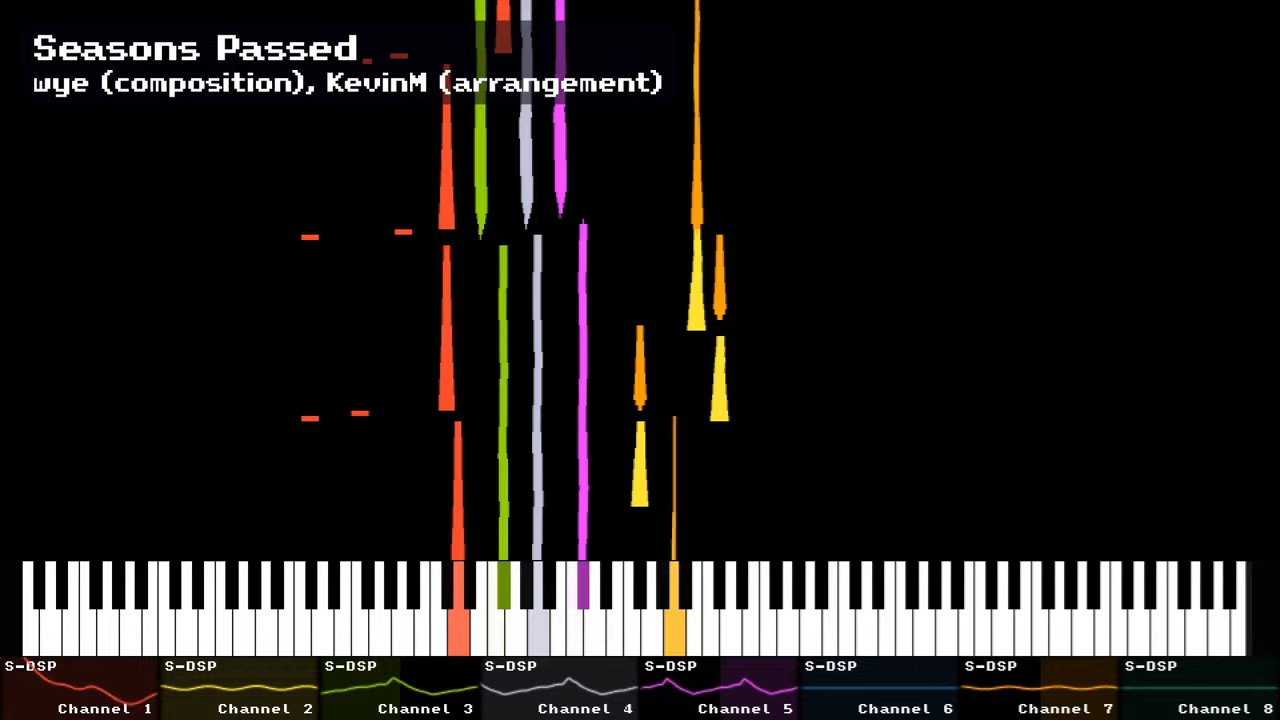 Seasons Passed
wye (composition), KevinM (arrangement)
S-DSP S-DSP S-DSP S-DSP S-DSP S-DSP S-DSP S-DSP
Channel 1 Channel 2 Channel 3 Channel 4 Channel 5 Channel 6 Channel 7 Channel 8